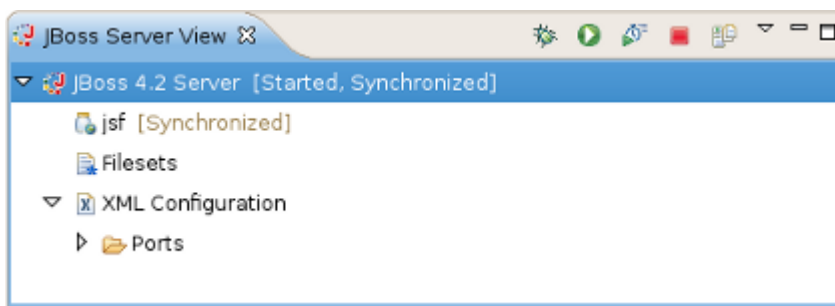 JBoss Server View
JBoss 4.2 Server [Started, Synchronized]
jsf [Synchronized]
Filesets
XML Configuration
Ports